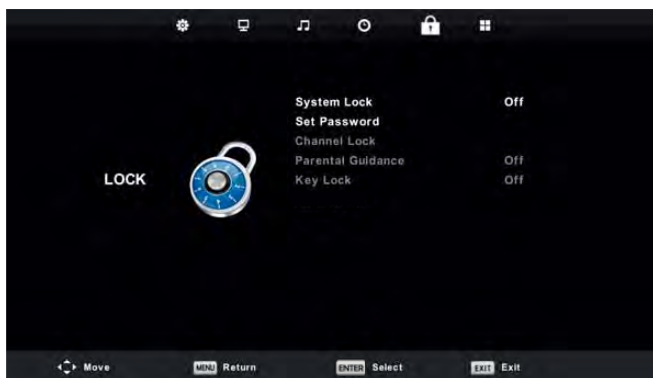 System Lock Off
Set Password
Channel Lock
Parental Guidance Off
Key Lock Off
LOCK
Move MENU Return ENTER Select EXIT Exit